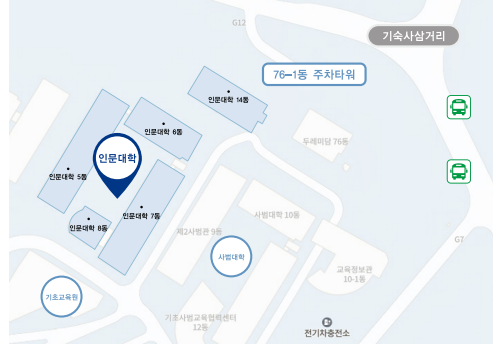 G12
기숙사삼거리
76-1동 주차타워
인문대학 14동
인문대학 6동
두레미담 76동
인문대학
인문대학 5동
인문대학 7동
사범대학 10동
인문대학 8동
제2사범관 9동
G7
사범대학
교육정보관
10-1동
기초교육원
기초사범교육협력센터
12동
전기차충전소